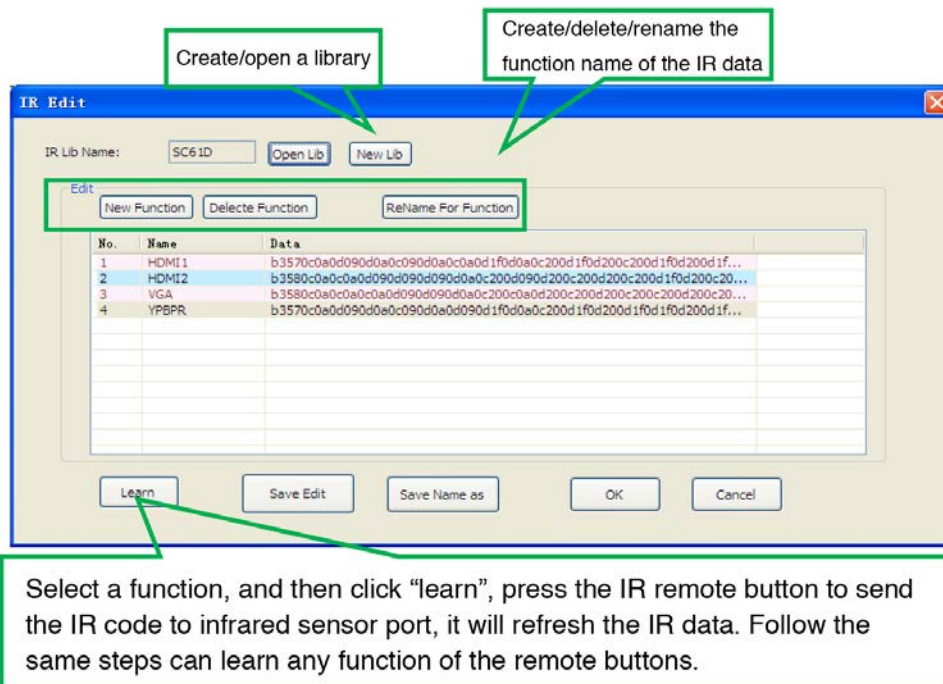 Create/open a library
Create/delete/rename the
function name of the IR data
IR Edit
IR Lib Name: SC61D Open Lib New Lib
Edit
New Function Delecte Function ReName For Function
No. Name Data
1 HDMI1 b3570c0a0d090d0a0c090d0a0c0a0d1f0d0a0c200d1f0d200c200d1f0d200d1f...
2 HDMI2 b3580c0a0d090d090d090d0a0c200d090d200c200d200c200d1f0d200c20...
3 VGA b3580c0a0c0a0c0a0d090d090d0a0c200c0a0d200c200d200c200c200d200c20...
4 YPBPR b3570c0a0d090d0a0c090d0a0d090d1f0d0a0c200d1f0d200d1f0d1f0d200d1f...
Learn Save Edit Save Name as OK Cancel
Select a function, and then click “learn”, press the IR remote button to send
the IR code to infrared sensor port, it will refresh the IR data. Follow the
same steps can learn any function of the remote buttons.